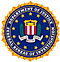 DEPARTMENT OF JUSTICE
FEDERAL BUREAU OF INVESTIGATION